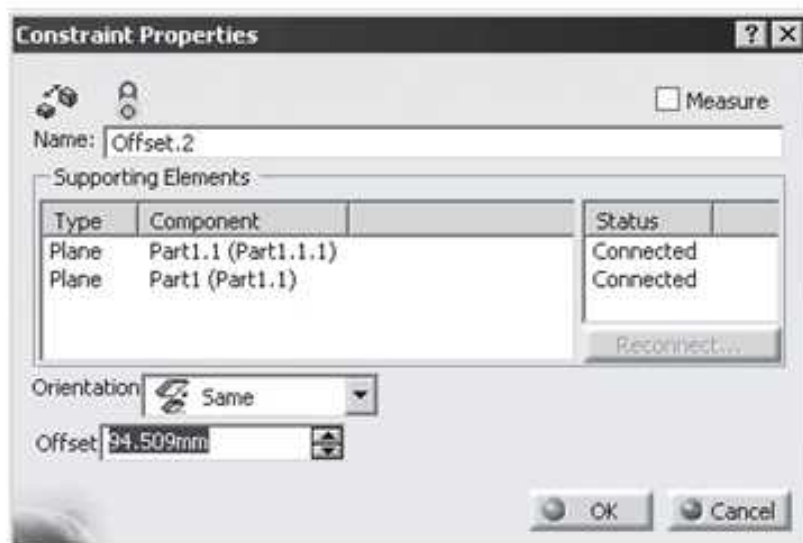 Constraint Properties ? X
Measure
Name: Offset.2
Supporting Elements
Type Component Status
Plane Part1.1 (Part1.1.1) Connected
Plane Part1 (Part1.1) Connected
Reconnect...
Orientation Same
Offset 94.509mm
OK Cancel